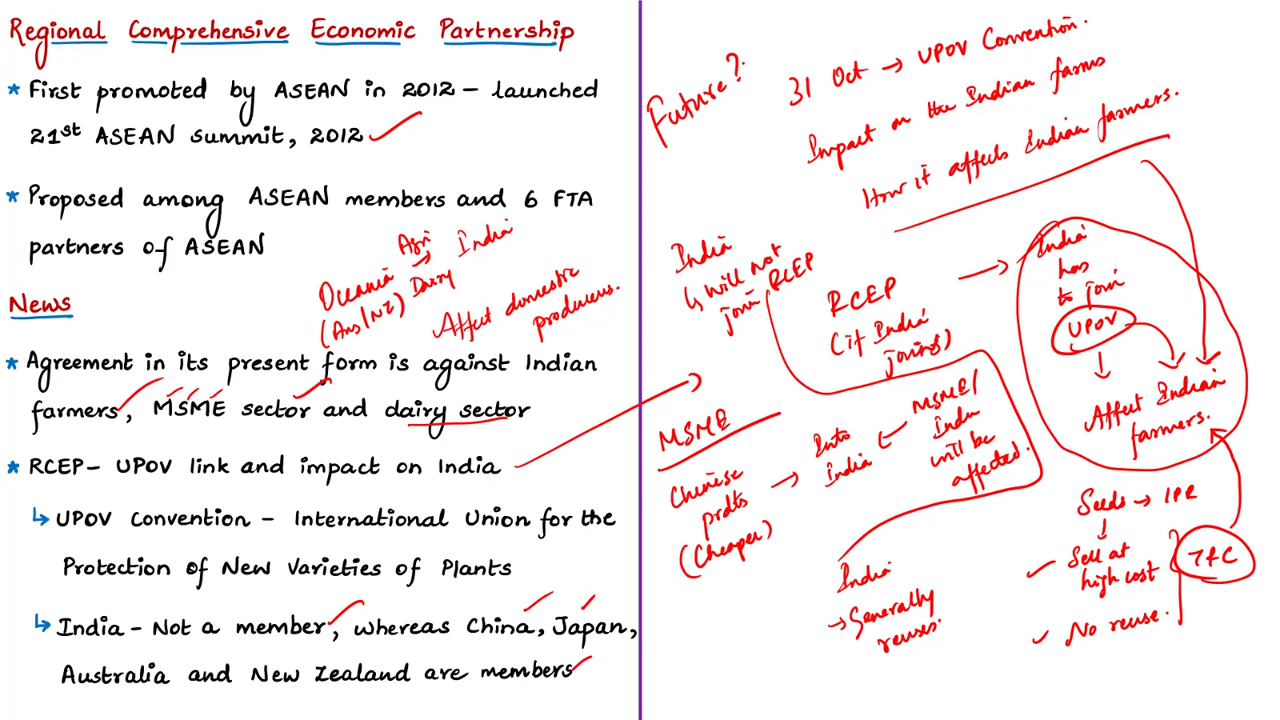 Regional Comprehensive Economic Partnership
* First promoted by ASEAN in 2012 – launched
21st ASEAN summit, 2012
* Proposed among ASEAN members and 6 FTA
partners of ASEAN
News
* Agreement in its present form is against Indian
farmers, MSME sector and dairy sector
* RCEP – UPOV link and impact on India
↳ UPOV Convention – International Union for the
Protection of New Varieties of Plants
↳ India – Not a member, whereas China, Japan,
Australia and New Zealand are members
Oceania
(Aus/NZ)
Agri
→
Dairy
India
Affect domestic
producers.
Future?
31 Oct → UPOV Convention.
Impact on the Indian farms
How it affects Indian farmers.
India
↳ will not
join RCEP
RCEP
(if India
joins)
→ India
has
to join
UPOV
Affect Indian
farmers.
MSME
Chinese
prdts
(Cheaper)
→ Into
India
← MSME/
India
will be
affected.
India
→ Generally
reuses.
Seeds → IPR
Sell at
high cost
No reuse.
T&C